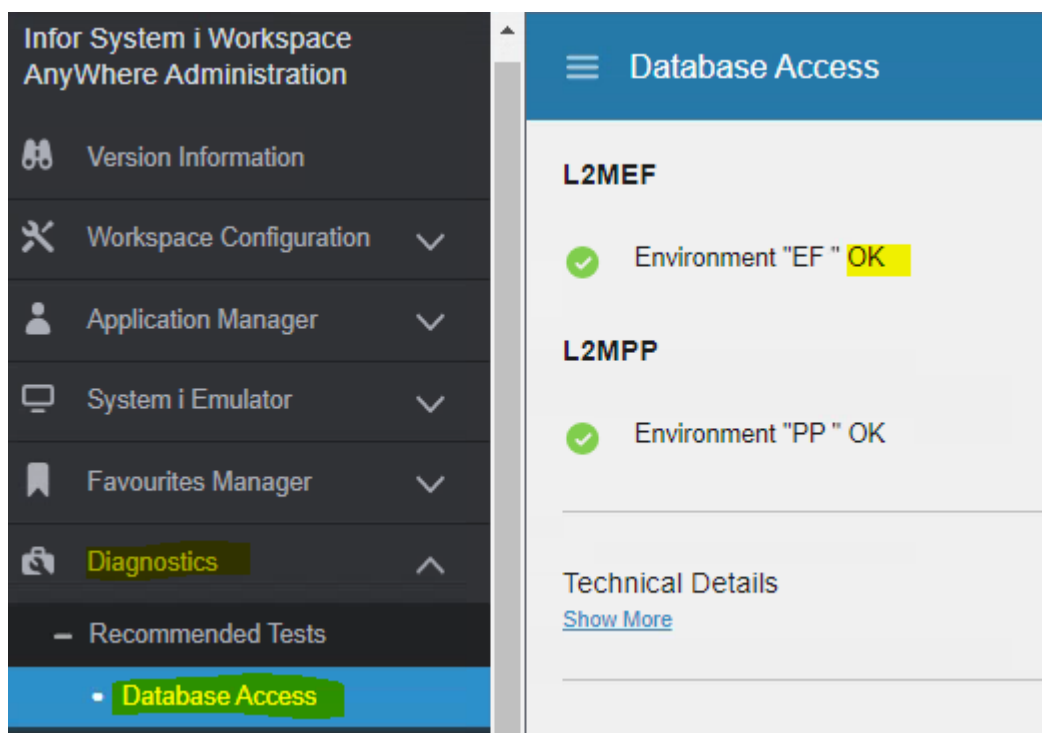 Infor System i Workspace
AnyWhere Administration
Version Information
Workspace Configuration
Application Manager
System i Emulator
Favourites Manager
Diagnostics
Recommended Tests
Database Access
Database Access
L2MEF
Environment "EF " OK
L2MPP
Environment "PP " OK
Technical Details
Show More